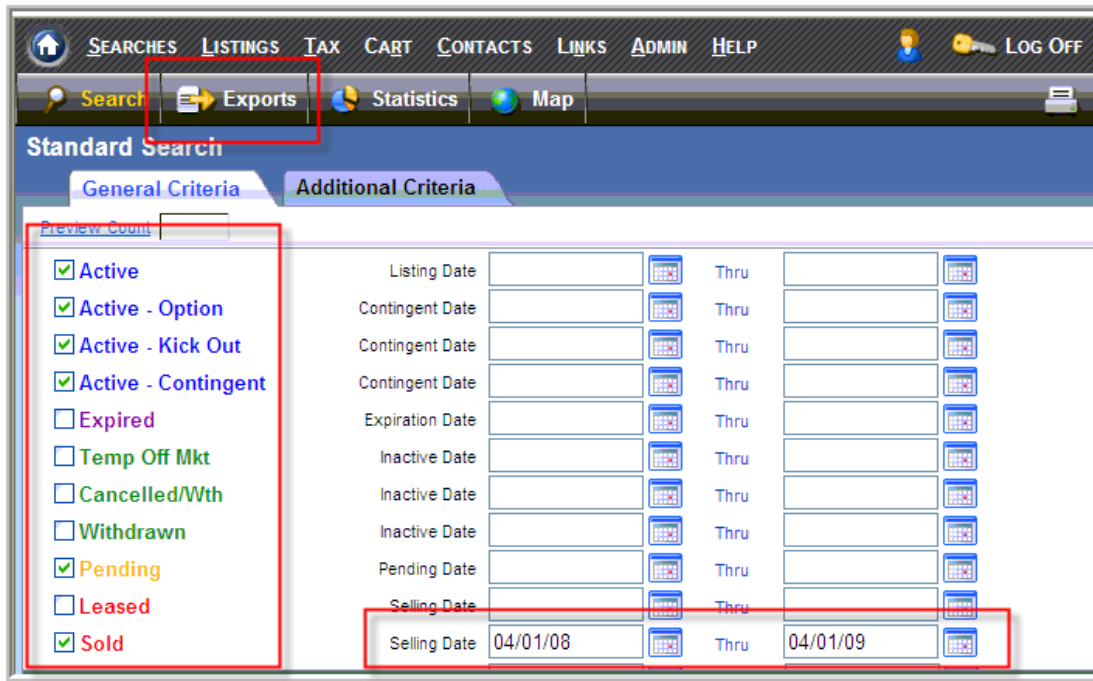 SEARCHES LISTINGS TAX CART CONTACTS LINKS ADMIN HELP LOG OFF
Search Exports Statistics Map
Standard Search
General Criteria Additional Criteria
Preview Count
Active Listing Date Thru
Active - Option Contingent Date Thru
Active - Kick Out Contingent Date Thru
Active - Contingent Contingent Date Thru
Expired Expiration Date Thru
Temp Off Mkt Inactive Date Thru
Cancelled/Wth Inactive Date Thru
Withdrawn Inactive Date Thru
Pending Pending Date Thru
Leased Selling Date Thru
Sold Selling Date 04/01/08 Thru 04/01/09